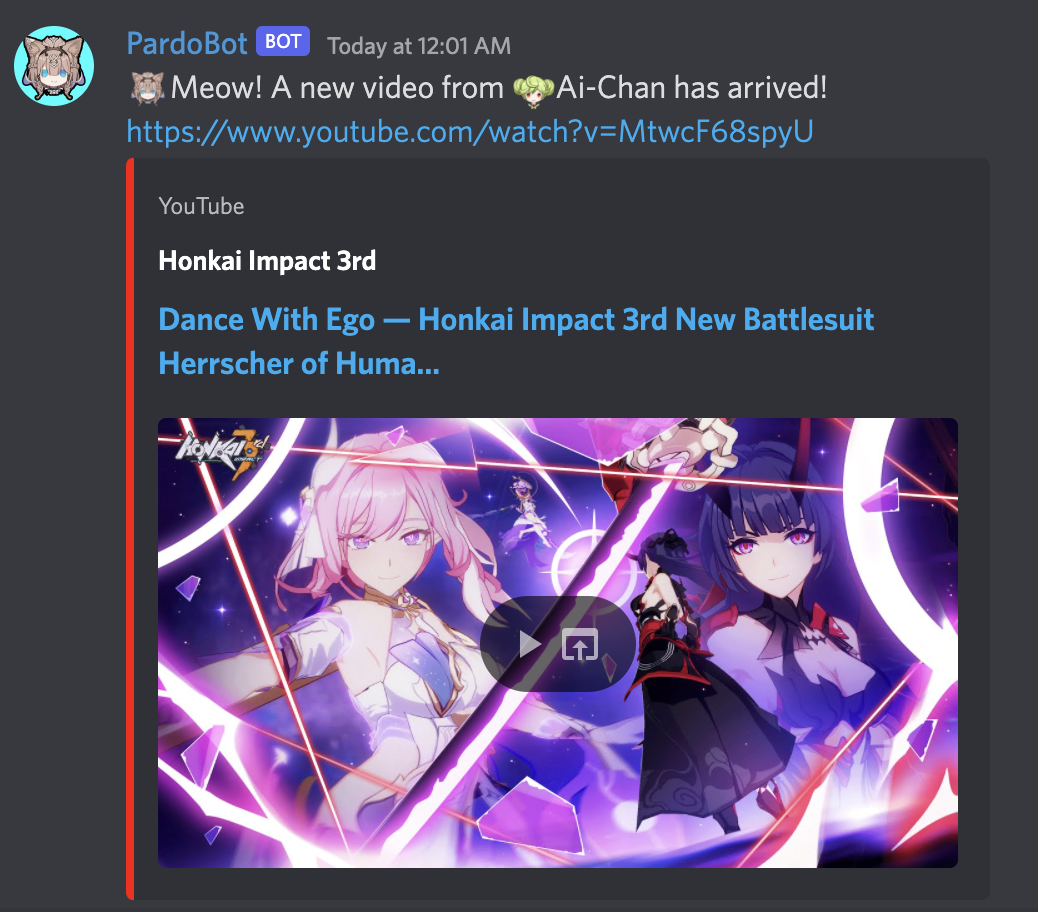 PardoBot BOT Today at 12:01 AM
Meow! A new video from Ai-Chan has arrived!
https://www.youtube.com/watch?v=MtwcF68spyU
YouTube
Honkai Impact 3rd
Dance With Ego — Honkai Impact 3rd New Battlesuit
Herrscher of Huma...
HONKAI 3rd
IMPACT